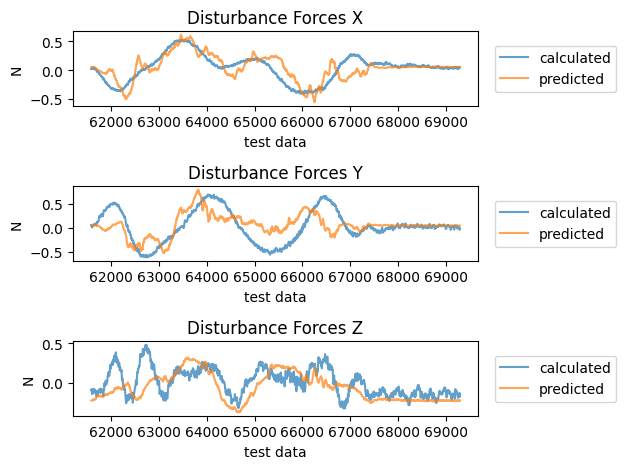 Disturbance Forces X
0.5
0.0
−0.5
N
62000 63000 64000 65000 66000 67000 68000 69000
test data
calculated
predicted
Disturbance Forces Y
0.5
0.0
−0.5
N
62000 63000 64000 65000 66000 67000 68000 69000
test data
calculated
predicted
Disturbance Forces Z
0.5
0.0
N
62000 63000 64000 65000 66000 67000 68000 69000
test data
calculated
predicted